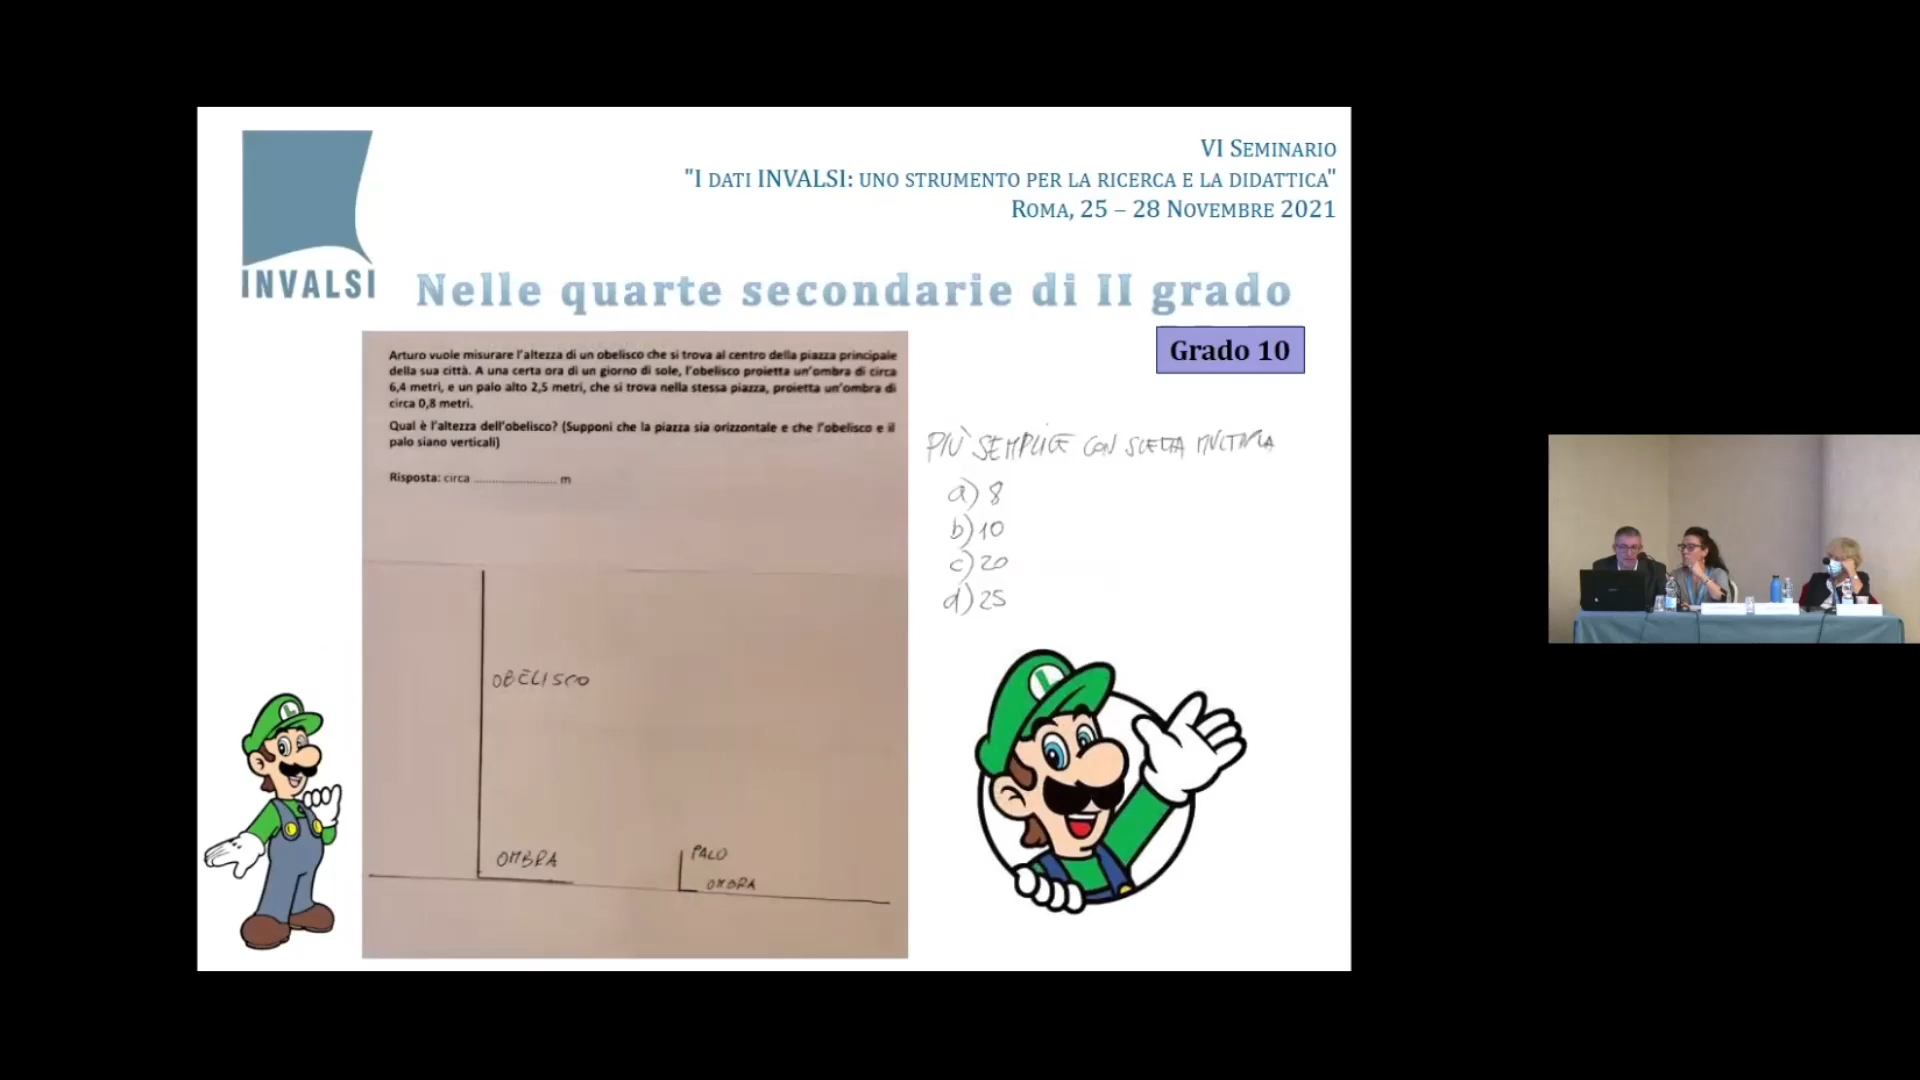 VI SEMINARIO
"I DATI INVALSI: UNO STRUMENTO PER LA RICERCA E LA DIDATTICA"
ROMA, 25 – 28 NOVEMBRE 2021
INVALSI
Nelle quarte secondarie di II grado
Grado 10
Arturo vuole misurare l'altezza di un obelisco che si trova al centro della piazza principale
della sua città. A una certa ora di un giorno di sole, l'obelisco proietta un'ombra di circa
6,4 metri, e un palo alto 2,5 metri, che si trova nella stessa piazza, proietta un'ombra di
circa 0,8 metri.
Qual è l'altezza dell'obelisco? (Supponi che la piazza sia orizzontale e che l'obelisco e il
palo siano verticali)
Risposta: circa ........................ m
PIÙ SEMPLICE CON SCELTA MULTIPLA
a) 8
b) 10
c) 20
d) 25
OBELISCO
OMBRA
PALO
OMBRA
L
L